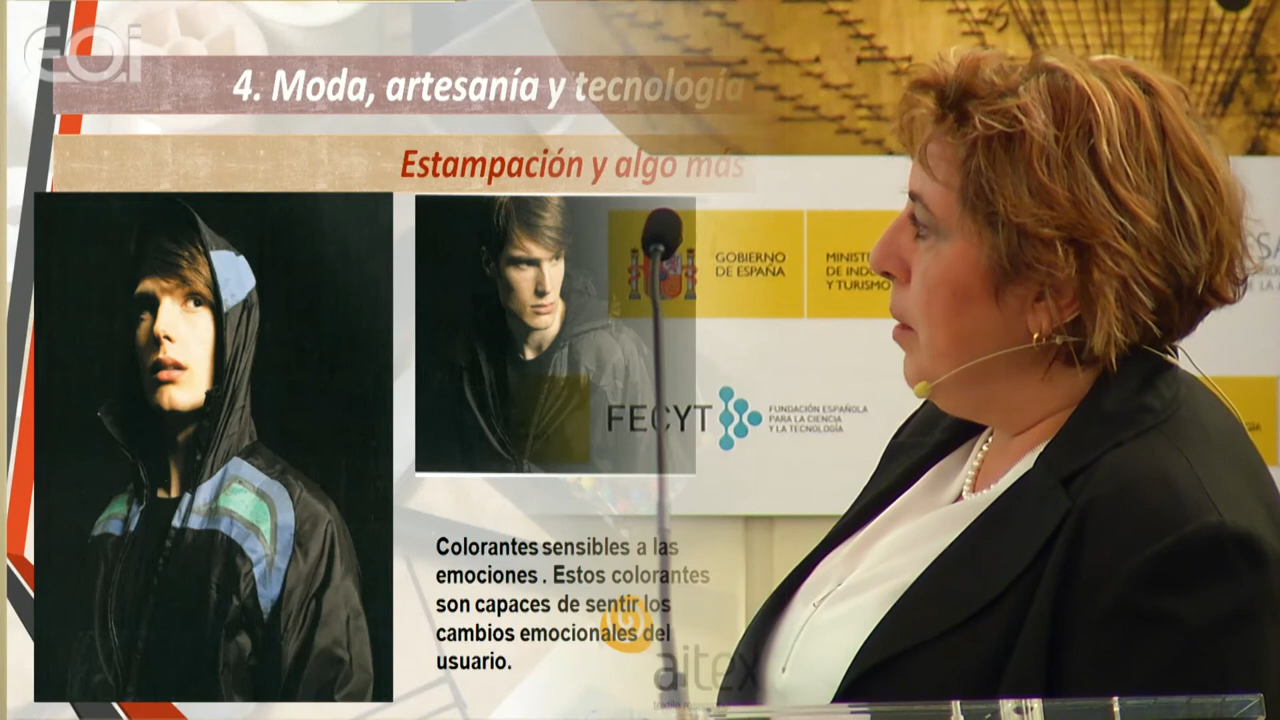 EOi
4. Moda, artesanía y tecnología
Estampación y algo más
GOBIERNO
DE ESPAÑA
Y TURISMO
FECYT
FUNDACIÓN ESPAÑOLA
PARA LA CIENCIA
Y LA TECNOLOGÍA
Colorantes sensibles a las
emociones . Estos colorantes
son capaces de sentir los
cambios emocionales del
usuario.
aitex